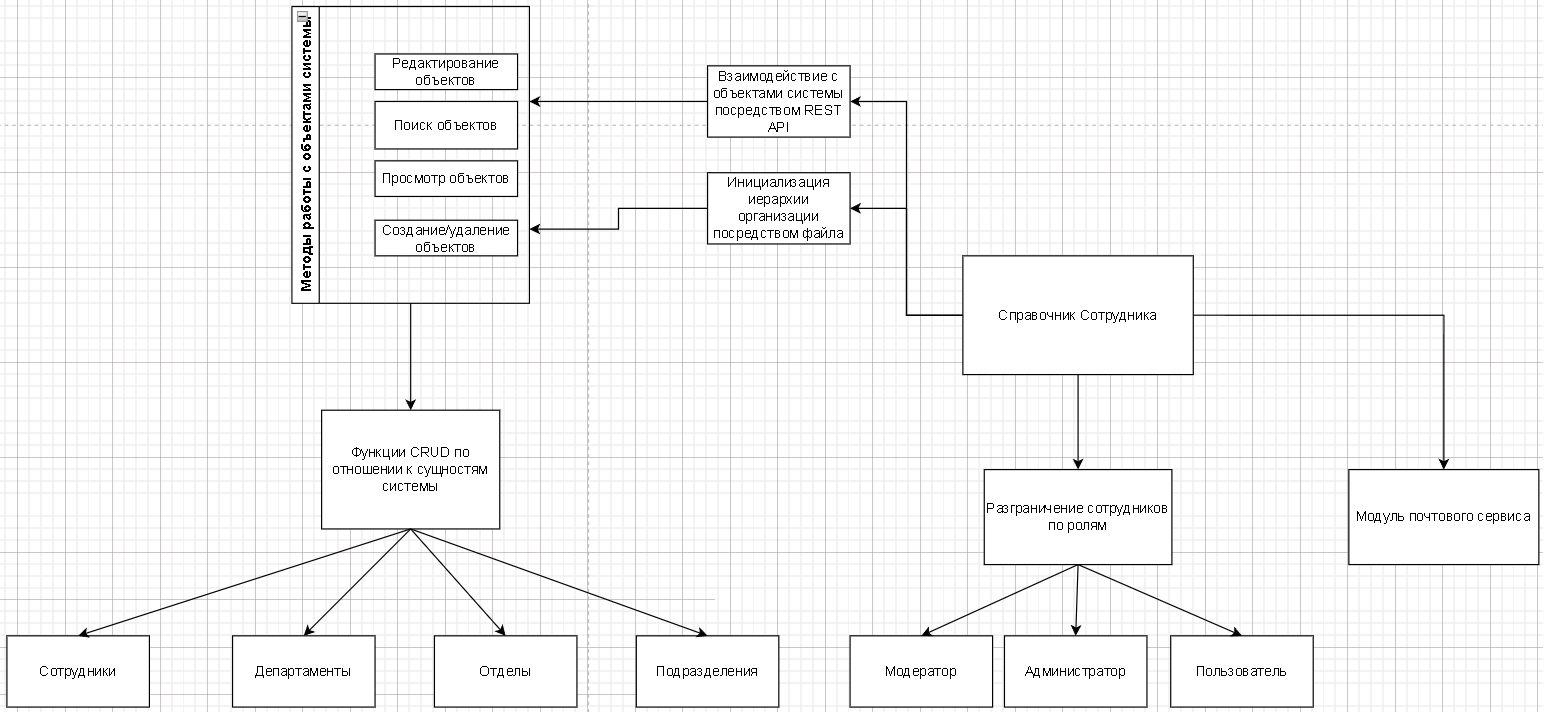 Методы работы с объектами системы.
Редактирование
объектов
Поиск объектов
Просмотр объектов
Создание/удаление
объектов
Взаимодействие с
объектами системы
посредством REST
API
Инициализация
иерархии
организации
посредством файла
Справочник Сотрудника
Функции CRUD по
отношении к сущностям
системы
Разграничение сотрудников
по ролям
Модуль почтового сервиса
Сотрудники
Департаменты
Отделы
Подразделения
Модератор
Администратор
Пользователь